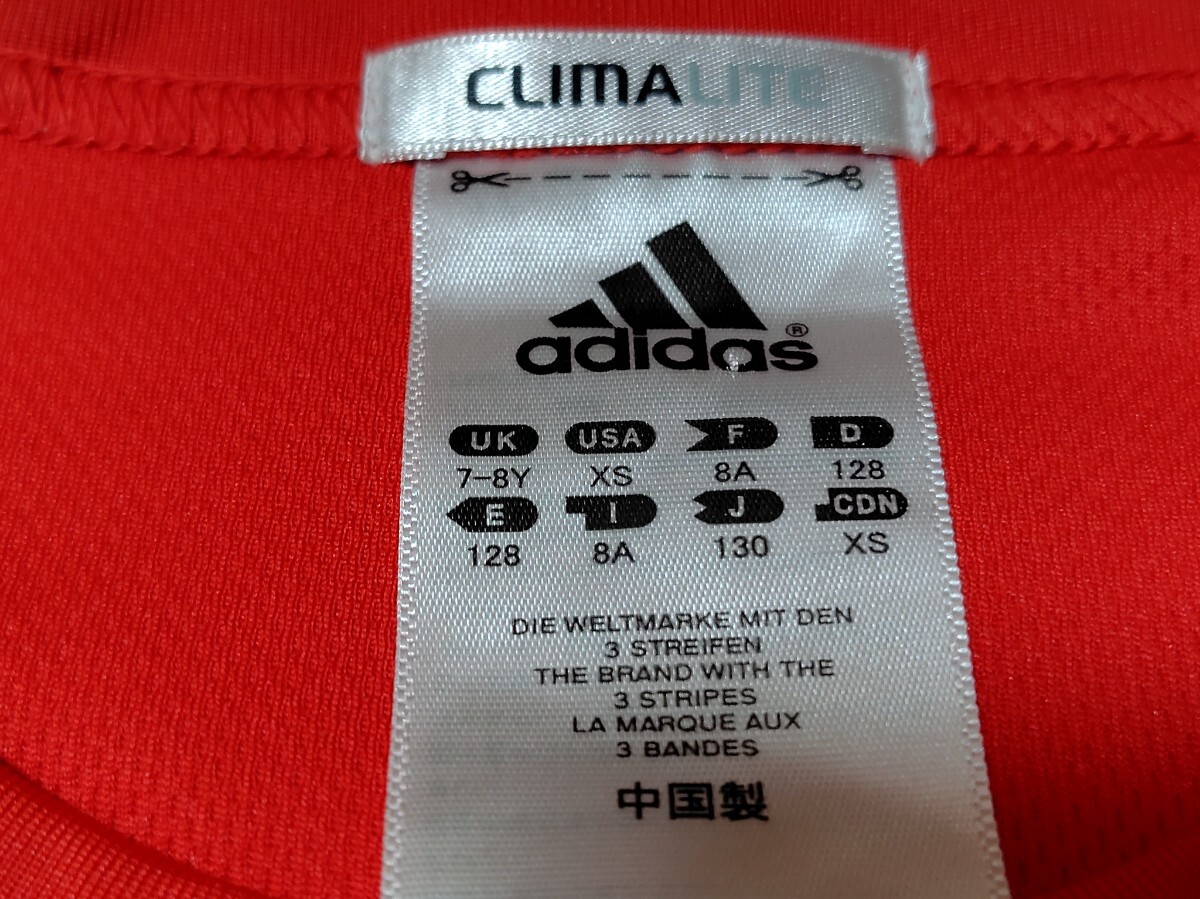 CLIMALITE
adidas®
UK USA F D
7-8Y XS 8A 128
E I J CDN
128 8A 130 XS
DIE WELTMARKE MIT DEN
3 STREIFEN
THE BRAND WITH THE
3 STRIPES
LA MARQUE AUX
3 BANDES
中国製